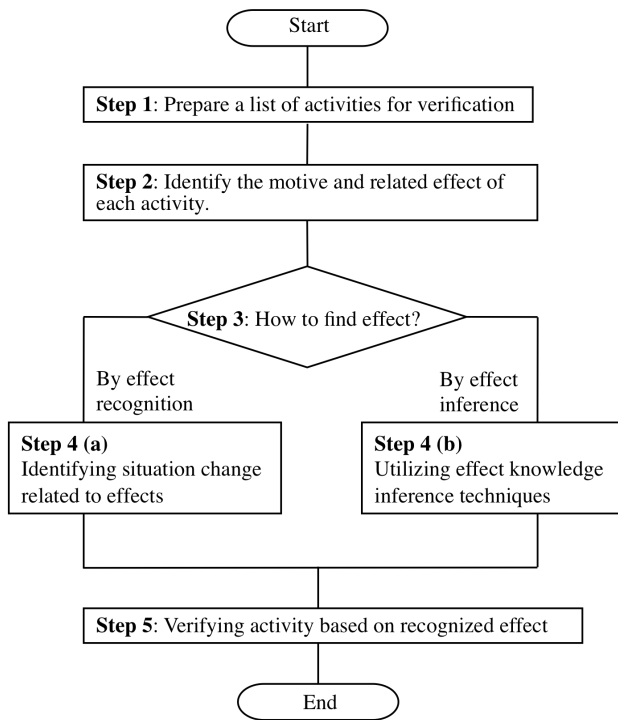 Start
Step 1: Prepare a list of activities for verification
Step 2: Identify the motive and related effect of
each activity.
Step 3: How to find effect?
By effect
recognition
By effect
inference
Step 4 (a)
Identifying situation change
related to effects
Step 4 (b)
Utilizing effect knowledge
inference techniques
Step 5: Verifying activity based on recognized effect
End